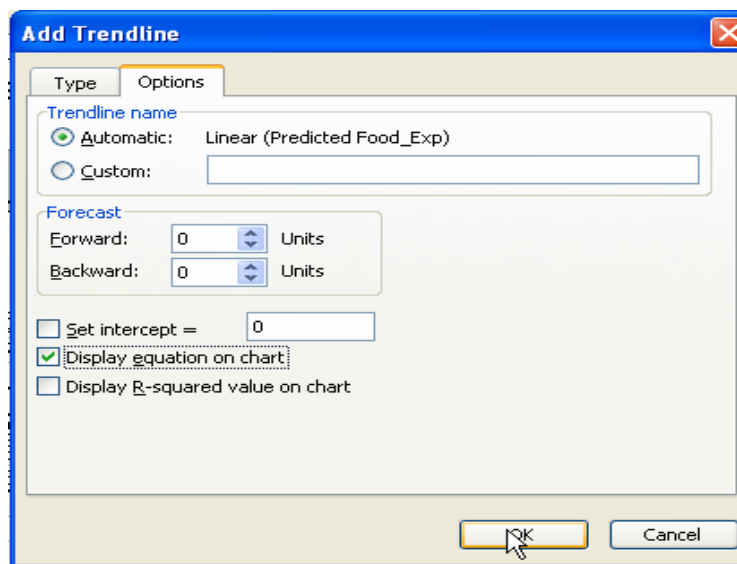 Add Trendline
Type Options
Trendline name
Automatic: Linear (Predicted Food_Exp)
Custom:
Forecast
Forward: 0 Units
Backward: 0 Units
Set intercept = 0
Display equation on chart
Display R-squared value on chart
OK Cancel